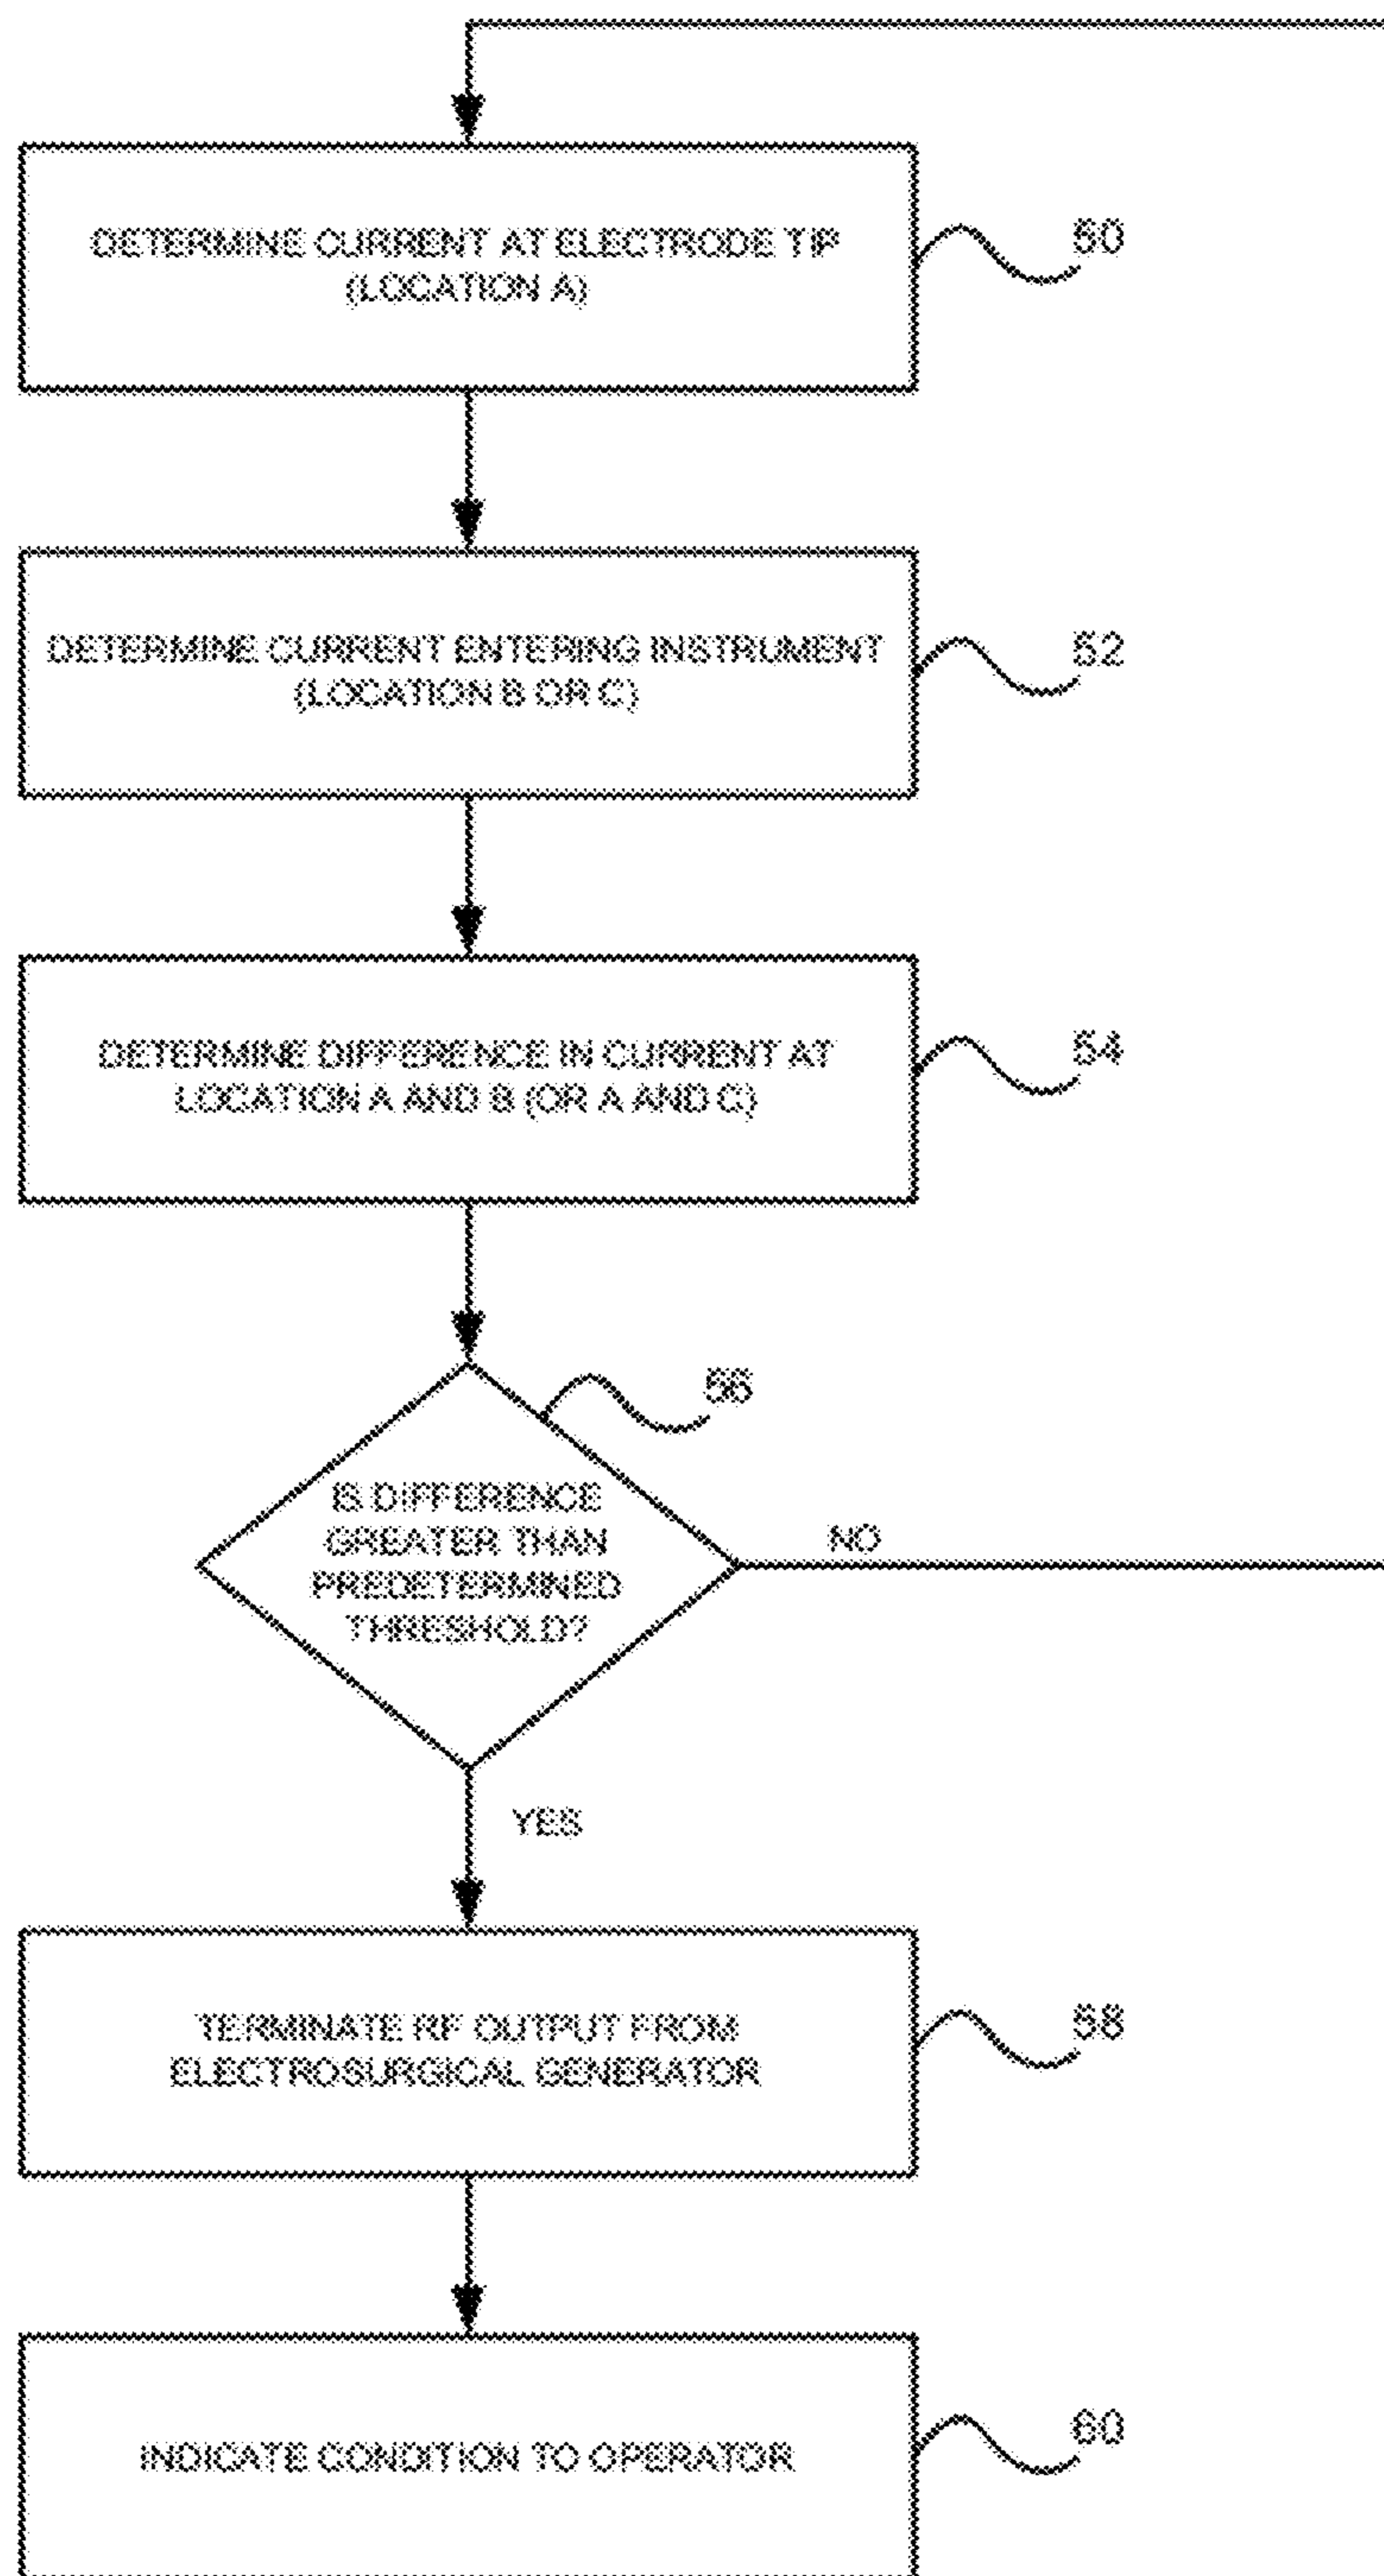 DETERMINE CURRENT AT ELECTRODE TIP
(LOCATION A)
50
DETERMINE CURRENT ENTERING INSTRUMENT
(LOCATION B OR C)
52
DETERMINE DIFFERENCE IN CURRENT AT
LOCATION A AND B (OR A AND C)
54
56
IS DIFFERENCE
GREATER THAN
PREDETERMINED
THRESHOLD?
NO
YES
TERMINATE RF OUTPUT FROM
ELECTROSURGICAL GENERATOR
58
INDICATE CONDITION TO OPERATOR
60